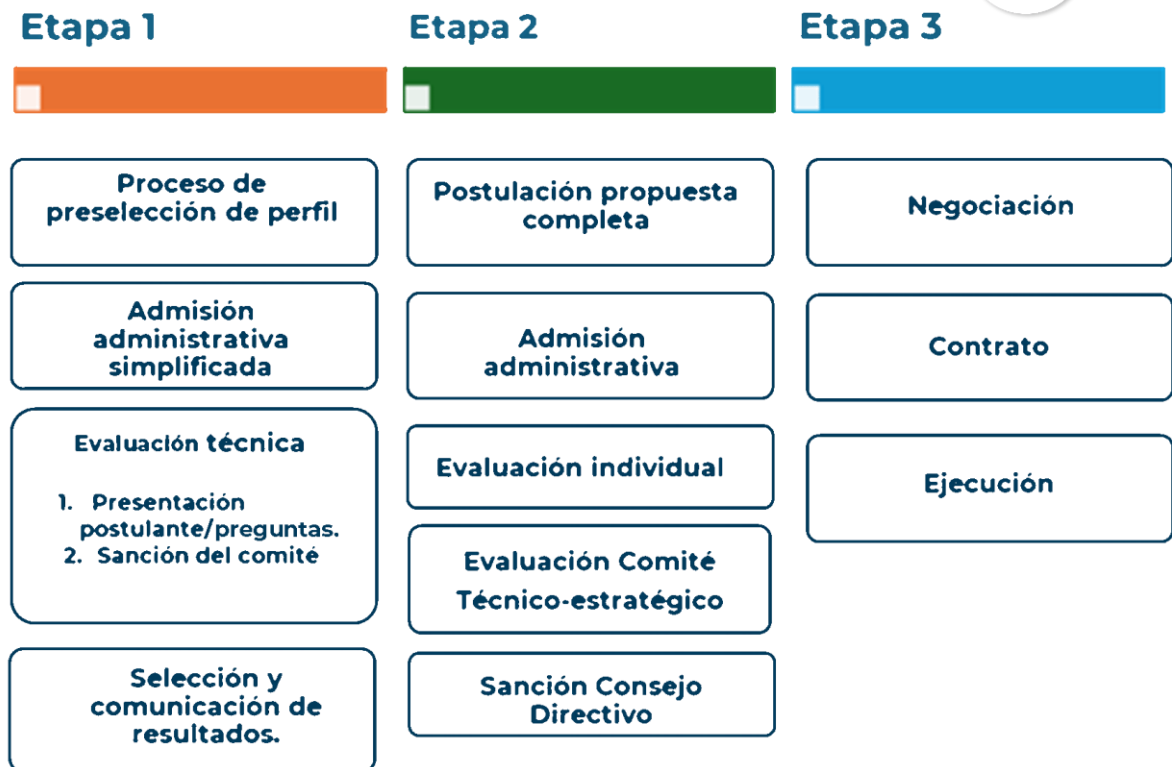 Etapa 1
Proceso de
preselección de perfil
Admisión
administrativa
simplificada
Evaluación técnica
1. Presentación
postulante/preguntas.
2. Sanción del comité
Selección y
comunicación de
resultados.
Etapa 2
Postulación propuesta
completa
Admisión
administrativa
Evaluación individual
Evaluación Comité
Técnico-estratégico
Sanción Consejo
Directivo
Etapa 3
Negociación
Contrato
Ejecución